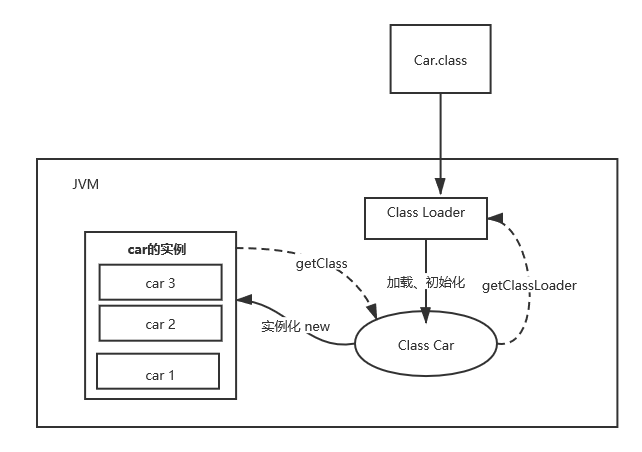 Car.class
JVM
Class Loader
car的实例
getClass
car 3
加载、初始化
getClassLoader
car 2
实例化 new
Class Car
car 1